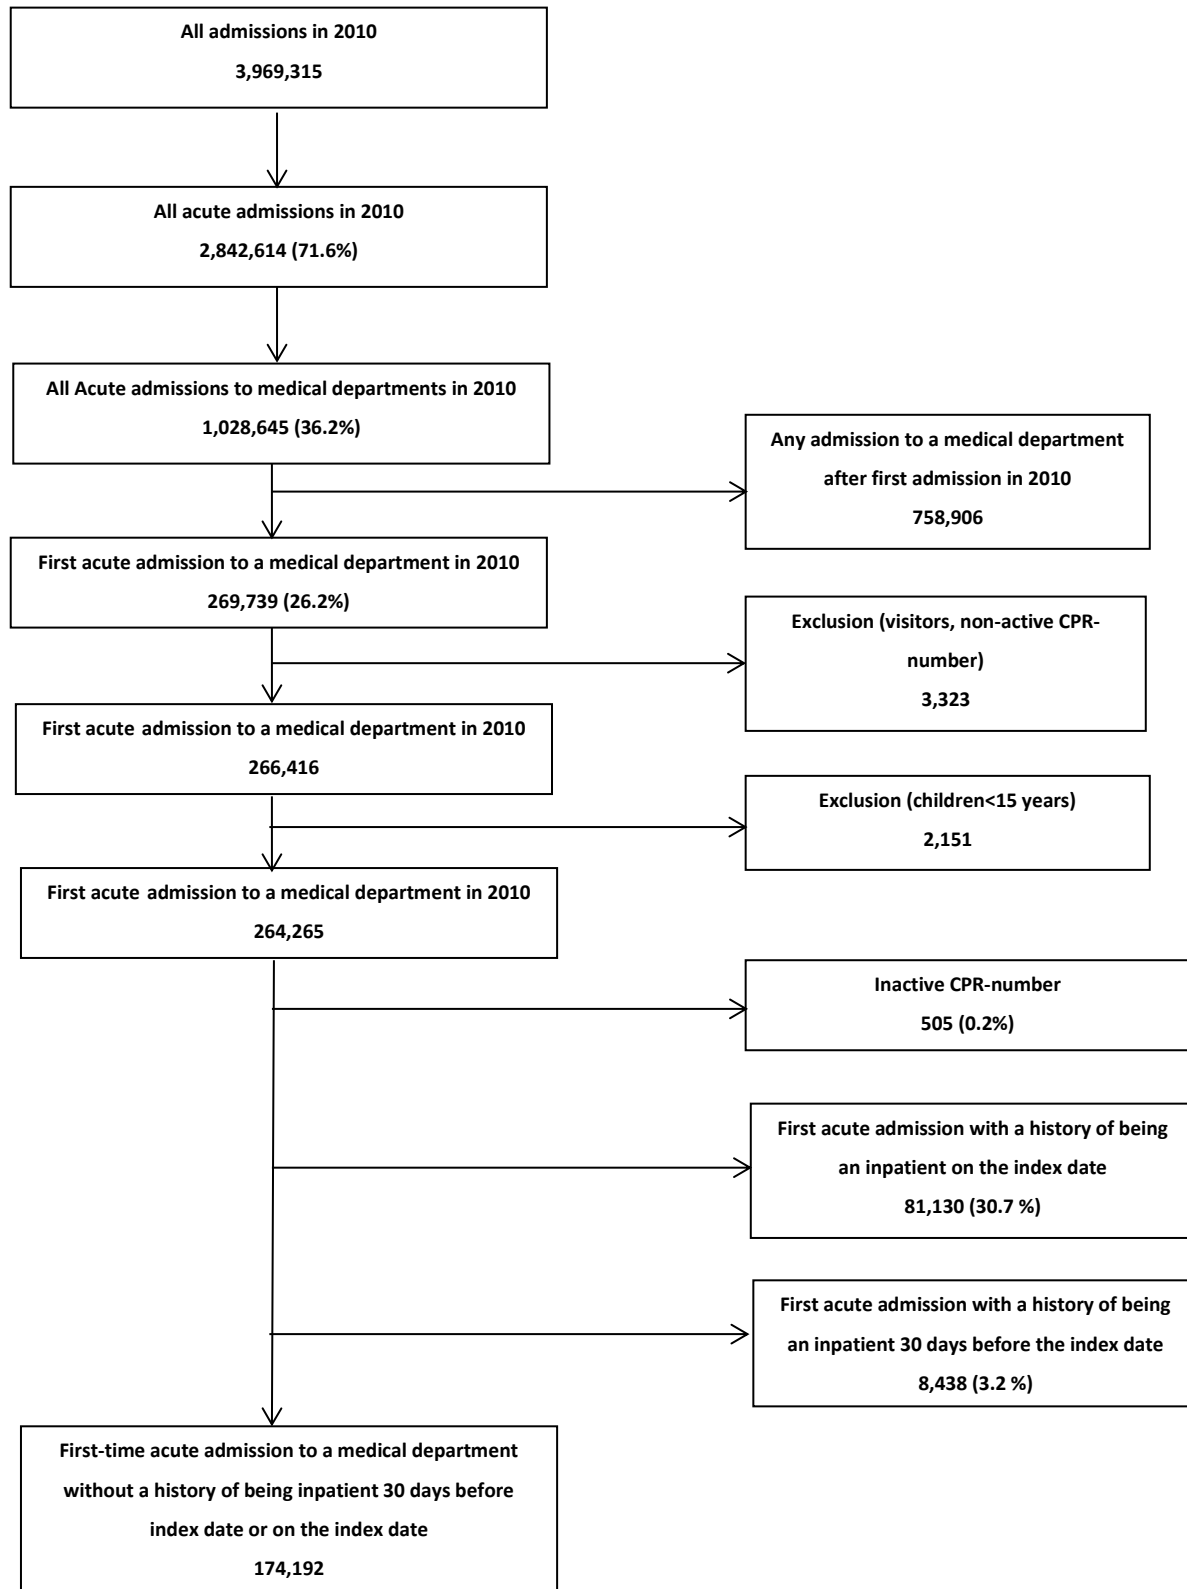 All admissions in 2010
3,969,315
All acute admissions in 2010
2,842,614 (71.6%)
All Acute admissions to medical departments in 2010
1,028,645 (36.2%)
Any admission to a medical department
after first admission in 2010
758,906
First acute admission to a medical department in 2010
269,739 (26.2%)
Exclusion (visitors, non-active CPR-
number)
3,323
First acute admission to a medical department in 2010
266,416
Exclusion (children<15 years)
2,151
First acute admission to a medical department in 2010
264,265
Inactive CPR-number
505 (0.2%)
First acute admission with a history of being
an inpatient on the index date
81,130 (30.7 %)
First acute admission with a history of being
an inpatient 30 days before the index date
8,438 (3.2 %)
First-time acute admission to a medical department
without a history of being inpatient 30 days before
index date or on the index date
174,192